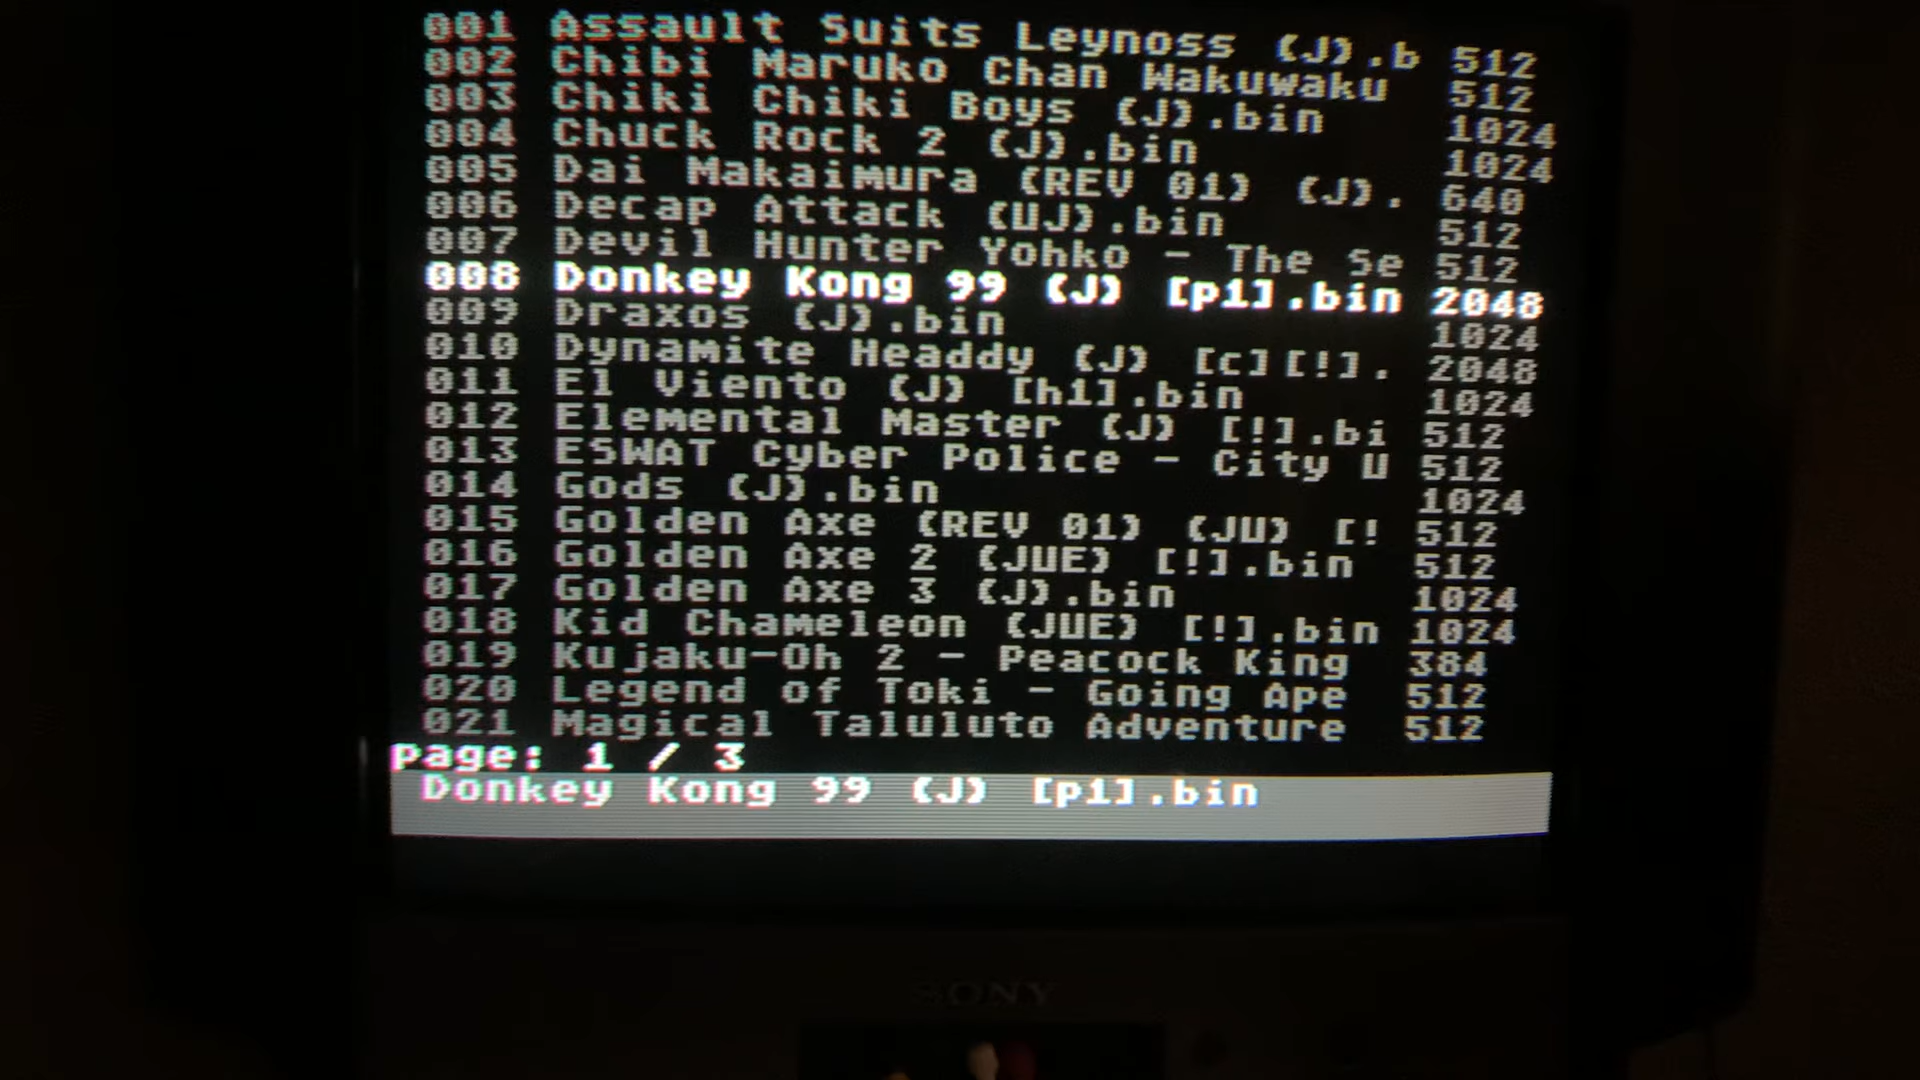 001 Assault Suits Leynoss (J).b 512
002 Chibi Maruko Chan Wakuwaku 512
003 Chiki Chiki Boys (J).bin 1024
004 Chuck Rock 2 (J).bin 1024
005 Dai Makaimura (REV 01) (J). 640
006 Decap Attack (UJ).bin 512
007 Devil Hunter Yohko - The Se 512
008 Donkey Kong 99 (J) [p1].bin 2048
009 Draxos (J).bin 1024
010 Dynamite Headdy (J) [c][!]. 2048
011 El Viento (J) [h1].bin 1024
012 Elemental Master (J) [!].bi 512
013 ESWAT Cyber Police - City U 512
014 Gods (J).bin 1024
015 Golden Axe (REV 01) (JU) [! 512
016 Golden Axe 2 (JUE) [!].bin 512
017 Golden Axe 3 (J).bin 1024
018 Kid Chameleon (JUE) [!].bin 1024
019 Kujaku-Oh 2 - Peacock King 384
020 Legend of Toki - Going Ape 512
021 Magical Taluluto Adventure 512
page: 1 / 3
Donkey Kong 99 (J) [p1].bin
SONY